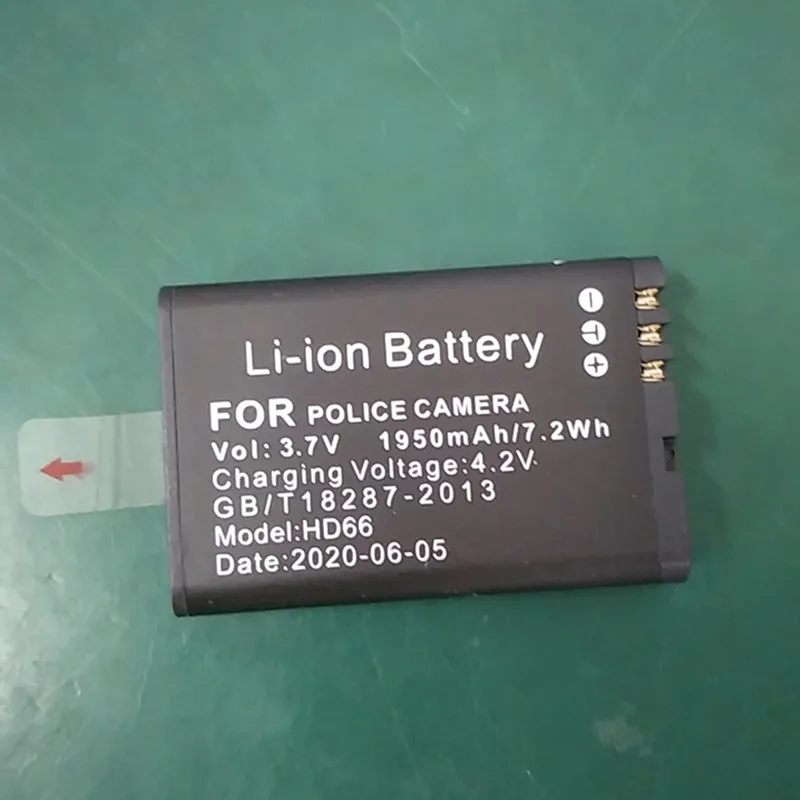 Li-ion Battery
FOR POLICE CAMERA
Vol: 3.7V 1950mAh/7.2Wh
Charging Voltage:4.2V
GB/T18287-2013
Model:HD66
Date:2020-06-05
−
T
+